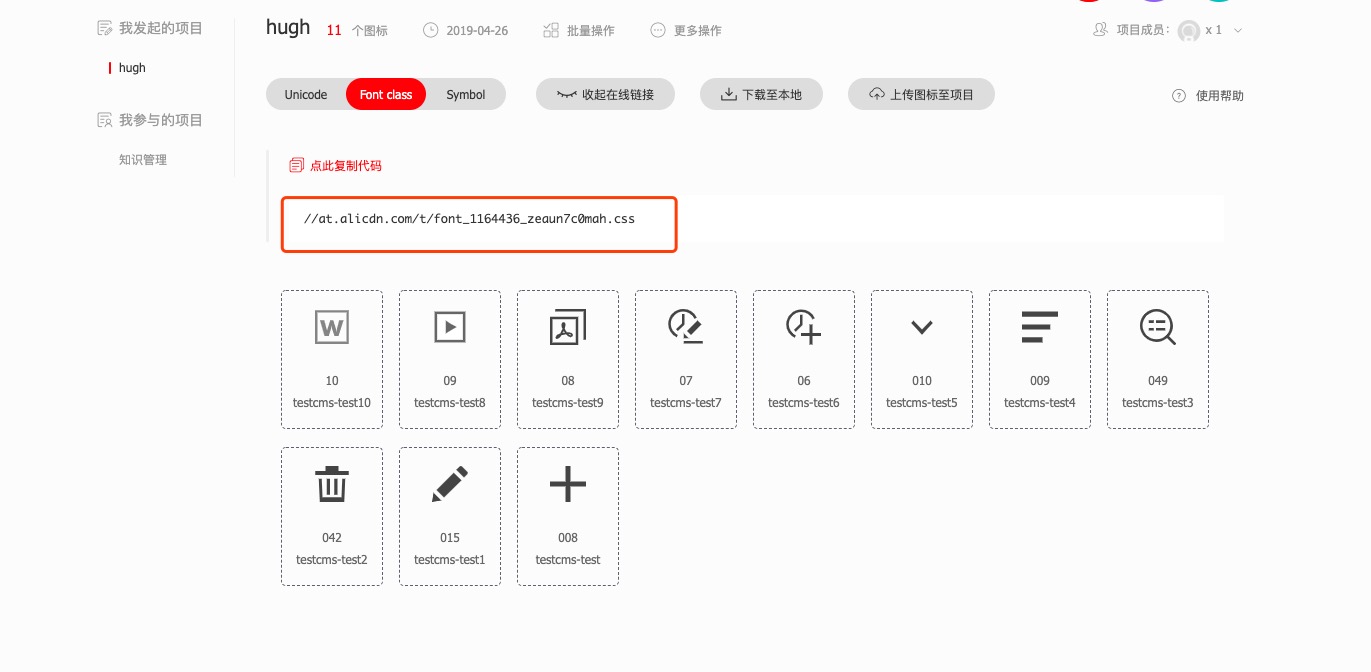 我发起的项目
hugh
我参与的项目
知识管理
hugh 11 个图标 2019-04-26 批量操作 更多操作 项目成员: x 1
Unicode Font class Symbol 收起在线链接 下载至本地 上传图标至项目 使用帮助
点此复制代码
//at.alicdn.com/t/font_1164436_zeaun7c0mah.css
W
10 09 08 07 06 010 009 049
testcms-test10 testcms-test8 testcms-test9 testcms-test7 testcms-test6 testcms-test5 testcms-test4 testcms-test3
042 015 008
testcms-test2 testcms-test1 testcms-test